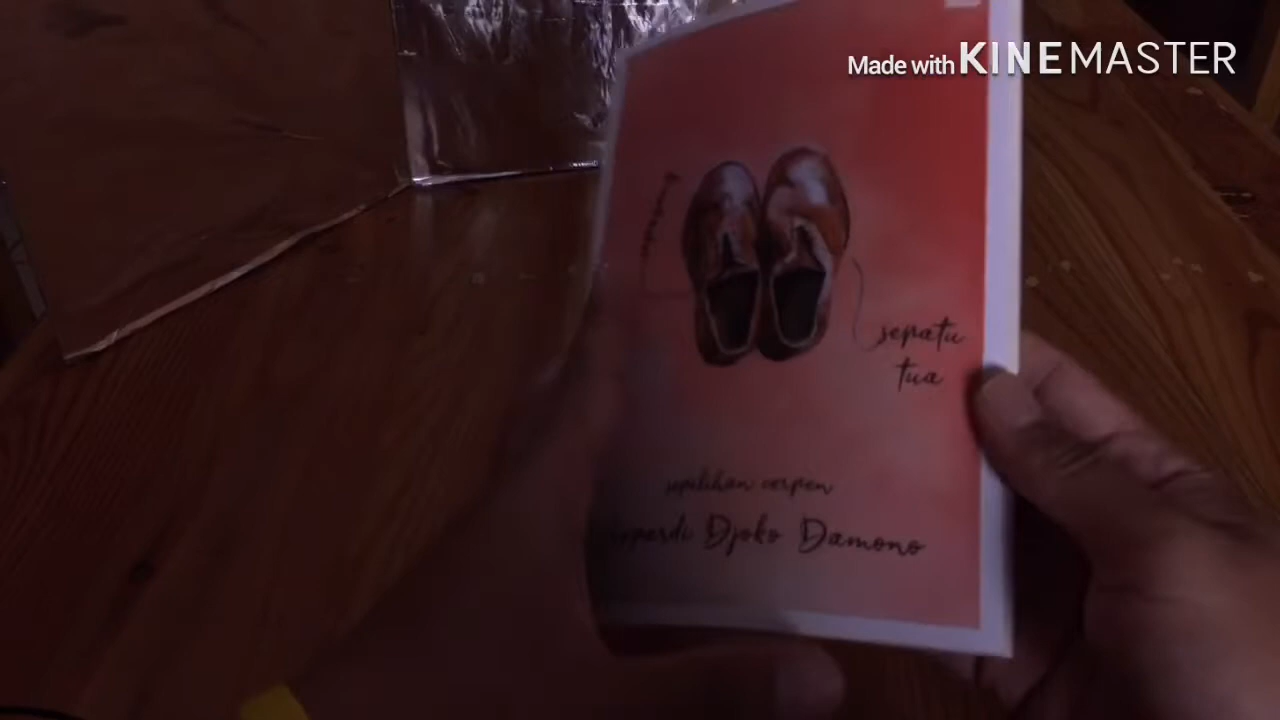 Made with KINEMASTER
sepatu
tua
sepilihan cerpen
Djoko Damono